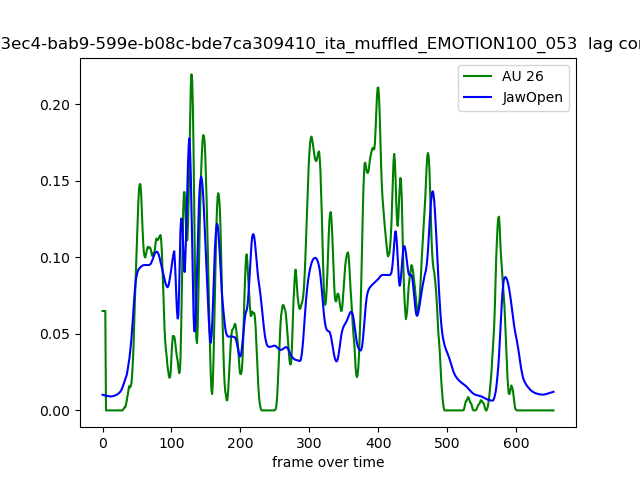 3ec4-bab9-599e-b08c-bde7ca309410_ita_muffled_EMOTION100_053 lag
AU 26
JawOpen
0.20
0.15
0.10
0.05
0.00
0 100 200 300 400 500 600
frame over time